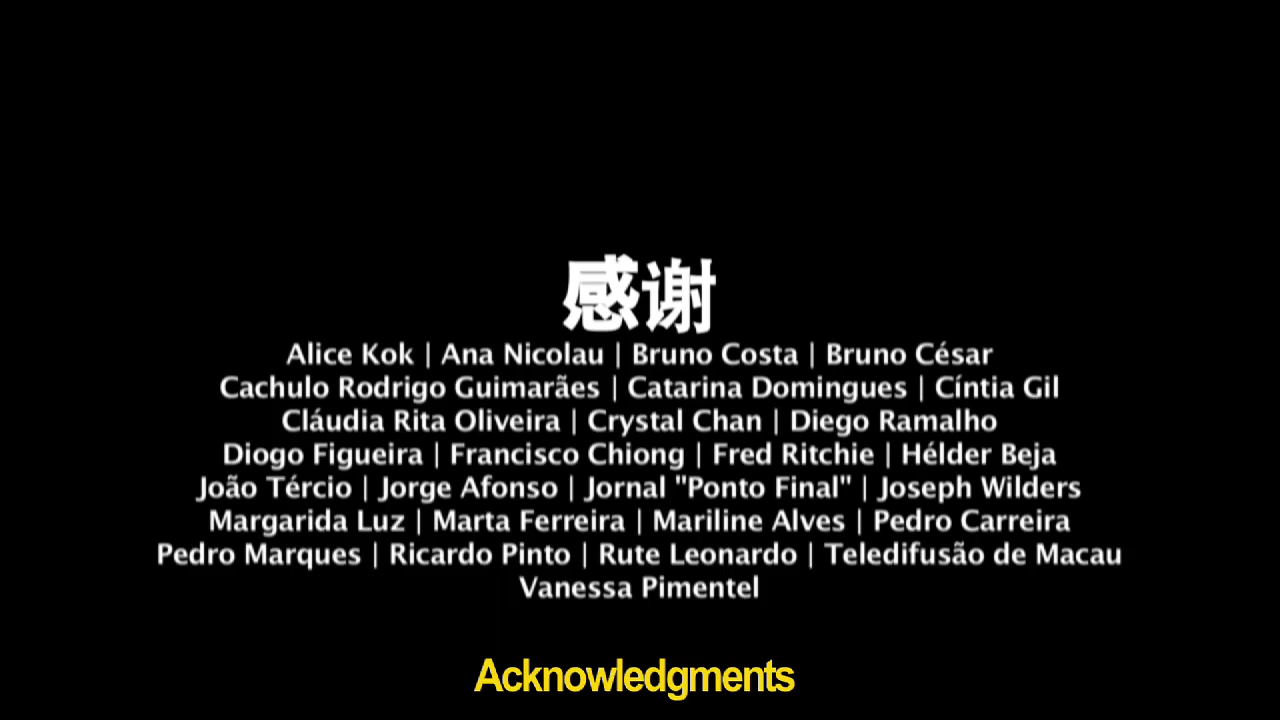 感谢
Alice Kok | Ana Nicolau | Bruno Costa | Bruno César
Cachulo Rodrigo Guimarães | Catarina Domingues | Cíntia Gil
Cláudia Rita Oliveira | Crystal Chan | Diego Ramalho
Diogo Figueira | Francisco Chiong | Fred Ritchie | Hélder Beja
João Tércio | Jorge Afonso | Jornal "Ponto Final" | Joseph Wilders
Margarida Luz | Marta Ferreira | Mariline Alves | Pedro Carreira
Pedro Marques | Ricardo Pinto | Rute Leonardo | Teledifusão de Macau
Vanessa Pimentel
Acknowledgments